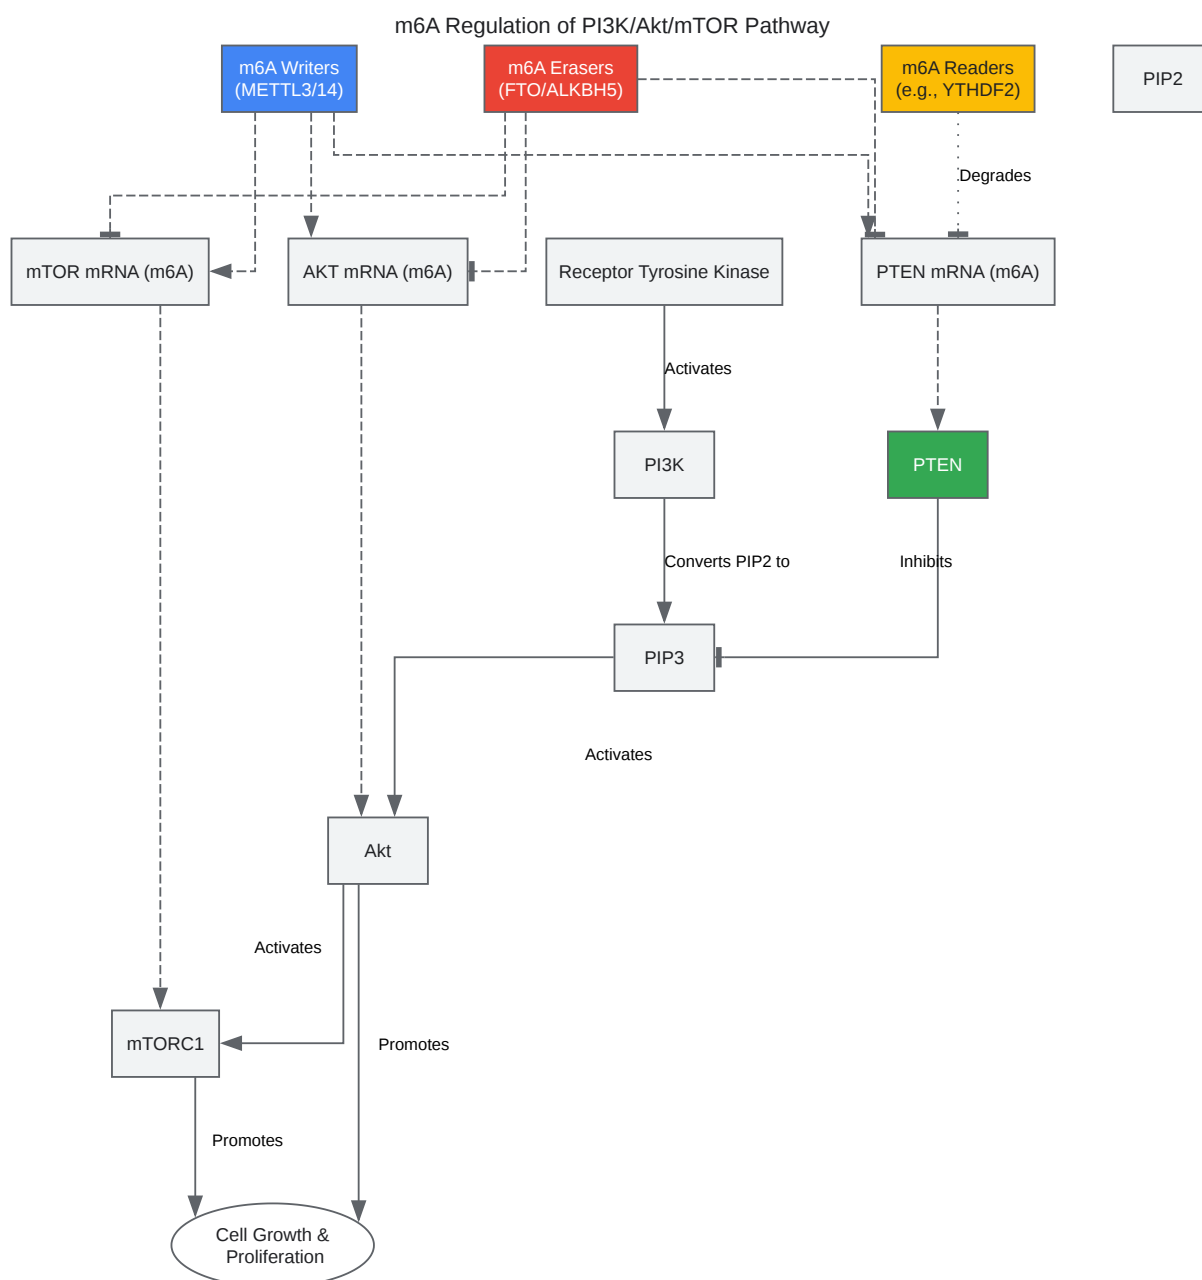 m6A Regulation of PI3K/Akt/mTOR Pathway
m6A Writers
(METTL3/14)
m6A Erasers
(FTO/ALKBH5)
m6A Readers
(e.g., YTHDF2)
PIP2
Degrades
mTOR mRNA (m6A)
AKT mRNA (m6A)
Receptor Tyrosine Kinase
PTEN mRNA (m6A)
Activates
PI3K
PTEN
Converts PIP2 to
Inhibits
PIP3
Activates
Akt
Activates
mTORC1
Promotes
Promotes
Cell Growth &
Proliferation